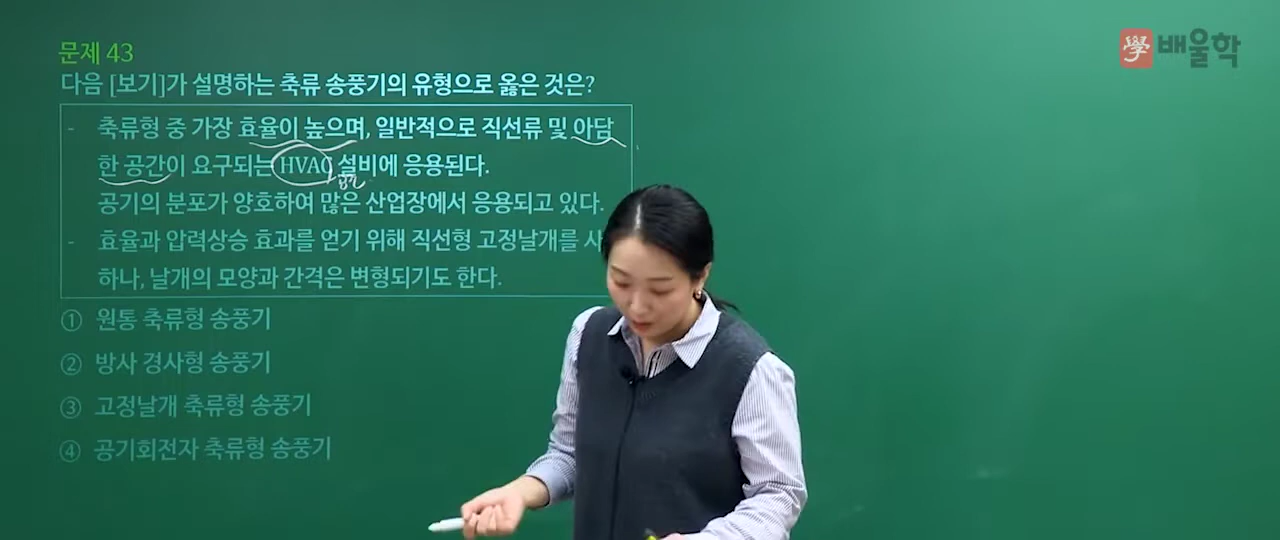 문제 43
學 배울학
다음 [보기]가 설명하는 축류 송풍기의 유형으로 옳은 것은?
- 축류형 중 가장 효율이 높으며, 일반적으로 직선류 및 아담
한 공간이 요구되는 HVAC 설비에 응용된다.
공기의 분포가 양호하여 많은 산업장에서 응용되고 있다.
- 효율과 압력상승 효과를 얻기 위해 직선형 고정날개를 사
하나, 날개의 모양과 간격은 변형되기도 한다.
① 원통 축류형 송풍기
② 방사 경사형 송풍기
③ 고정날개 축류형 송풍기
④ 공기회전자 축류형 송풍기